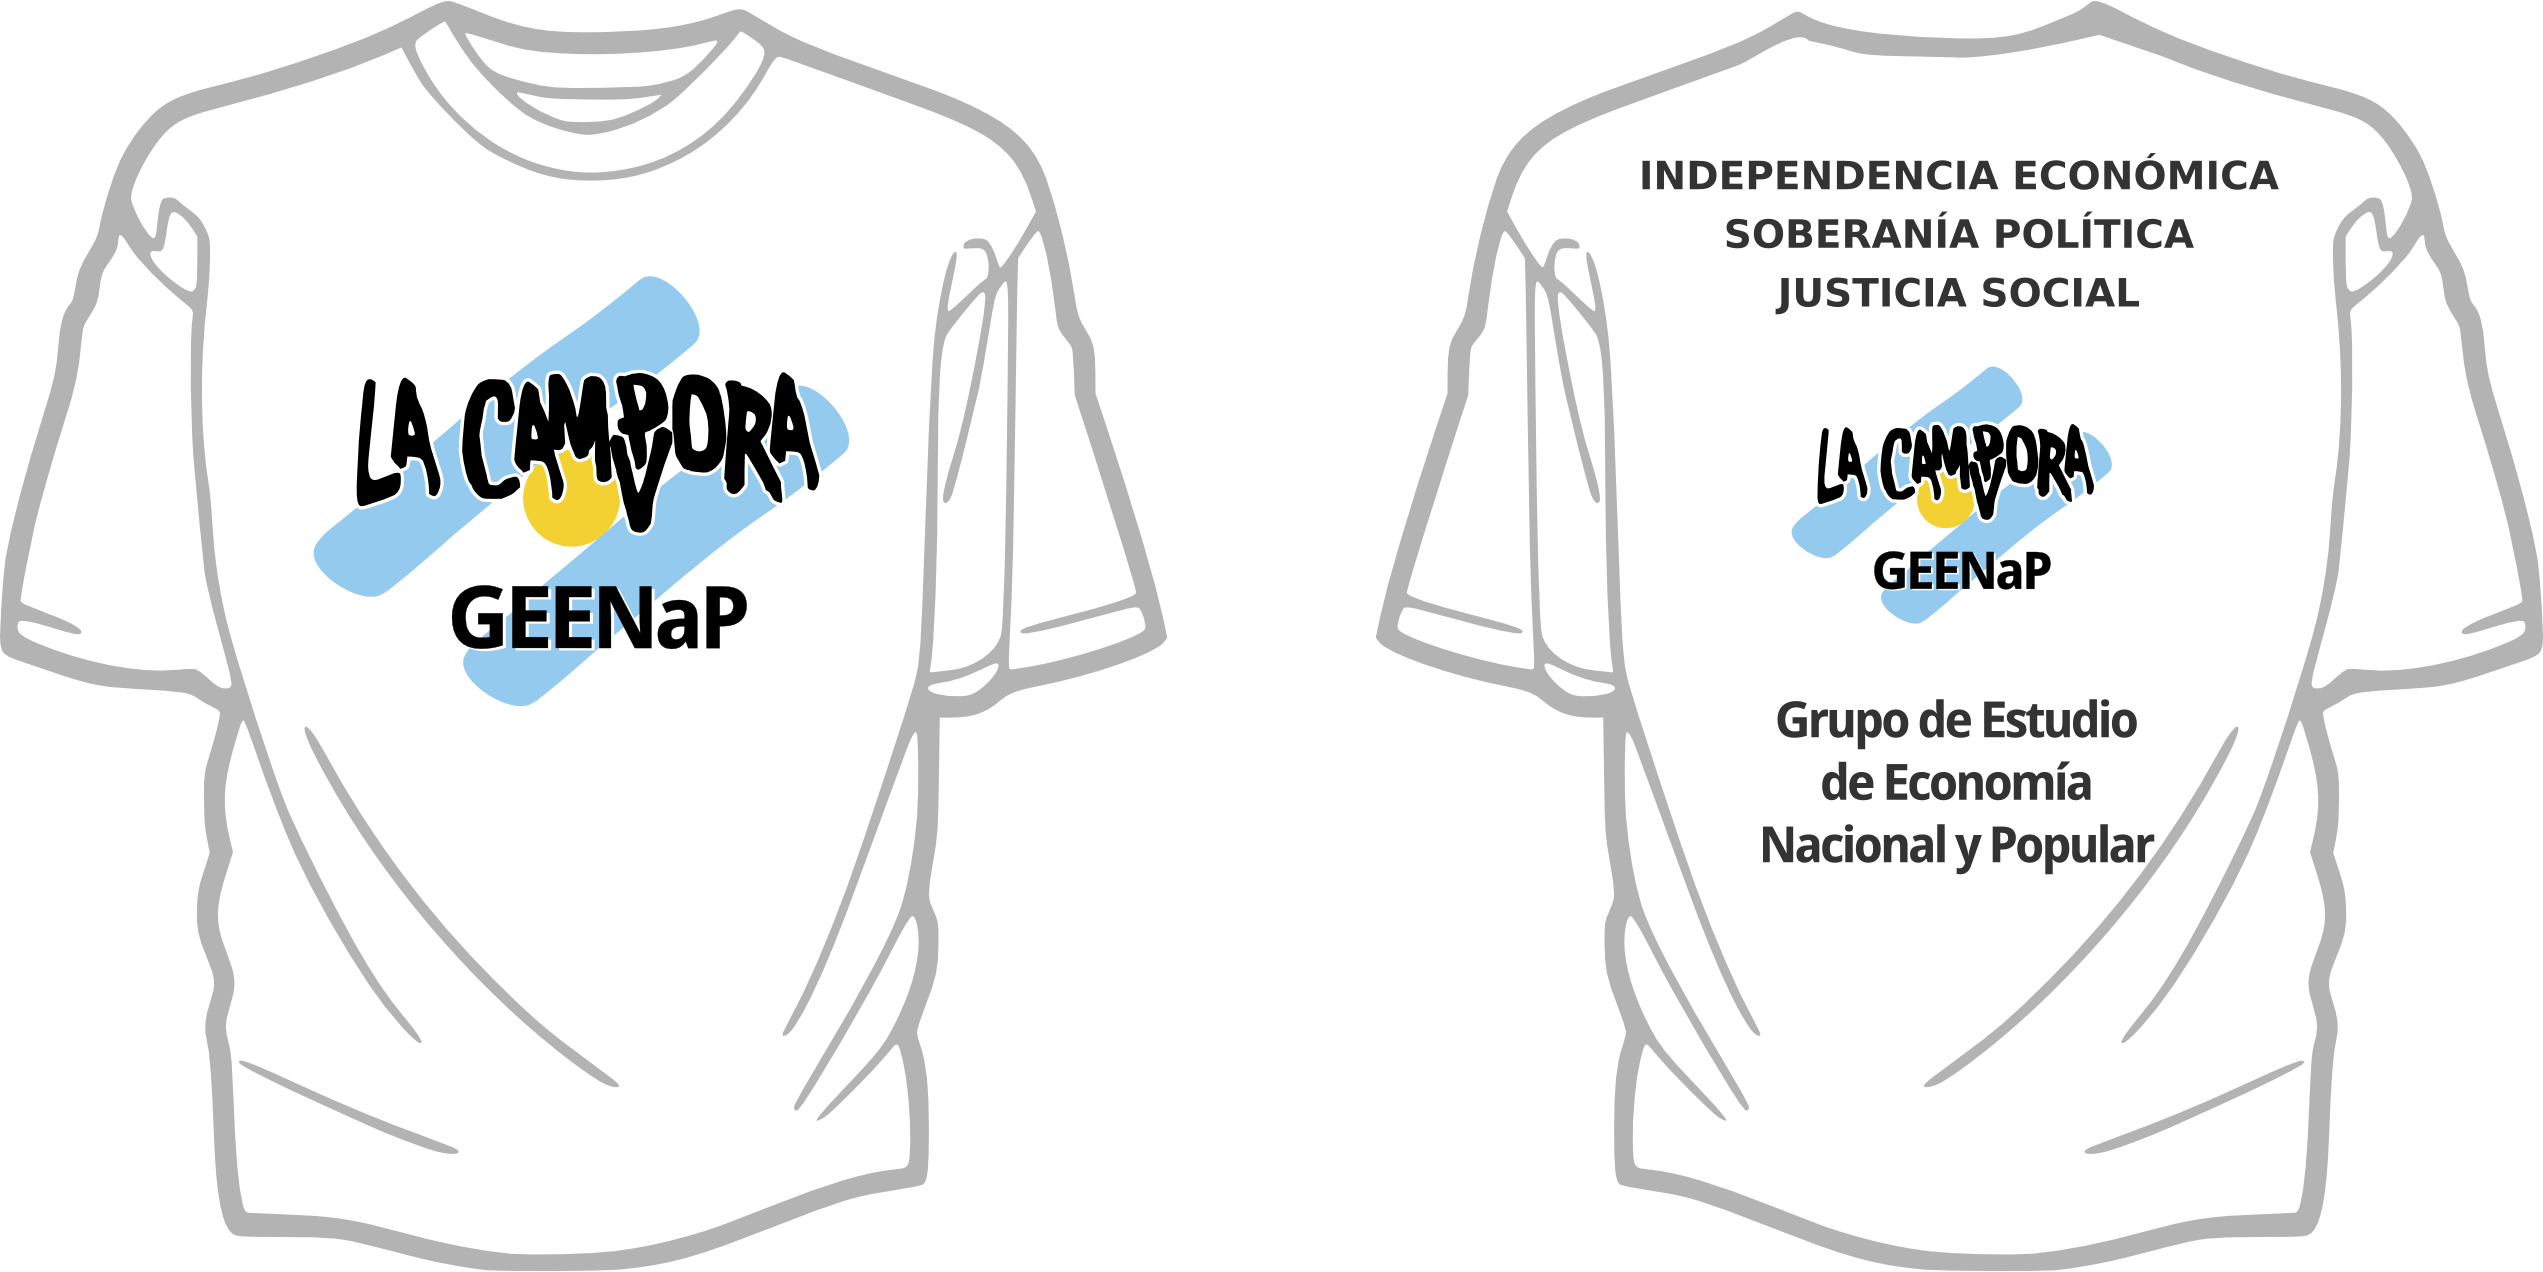 LA CAMPORA
V
GEENaP
INDEPENDENCIA ECONÓMICA
SOBERANÍA POLÍTICA
JUSTICIA SOCIAL
LA CAMPORA
V
GEENaP
Grupo de Estudio
de Economía
Nacional y Popular